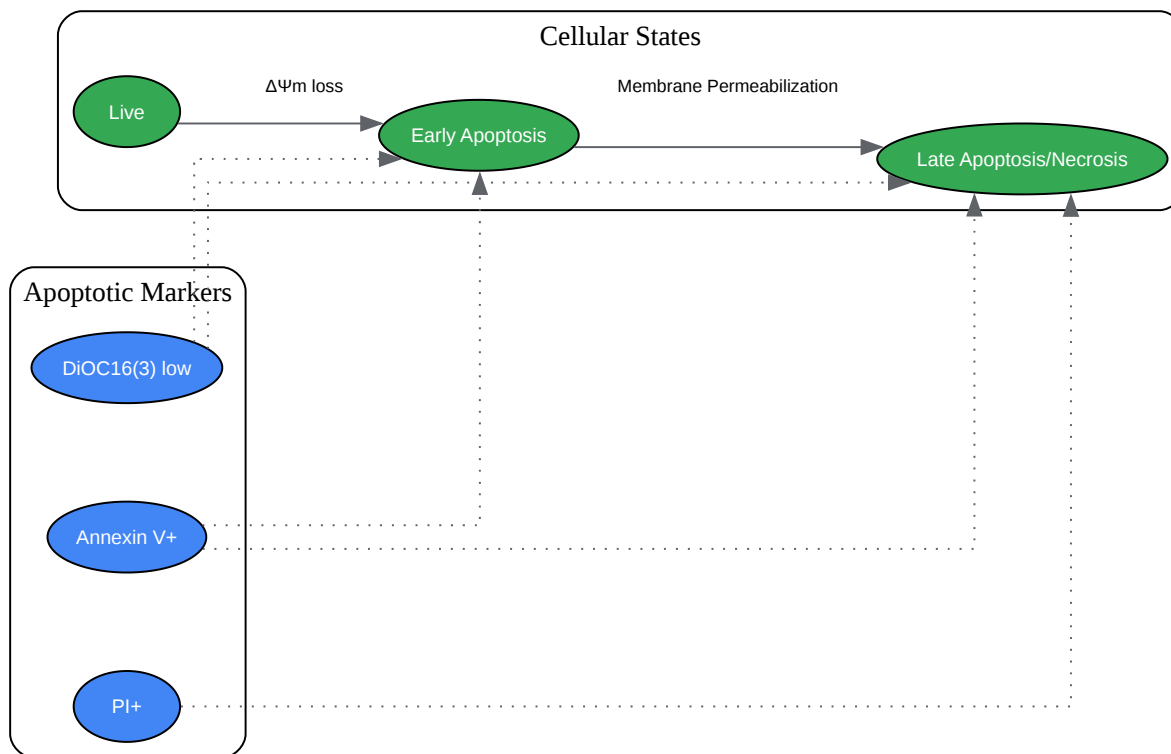 Cellular States
ΔΨm loss
Membrane Permeabilization
Live
Early Apoptosis
Late Apoptosis/Necrosis
Apoptotic Markers
DiOC16(3) low
Annexin V+
PI+